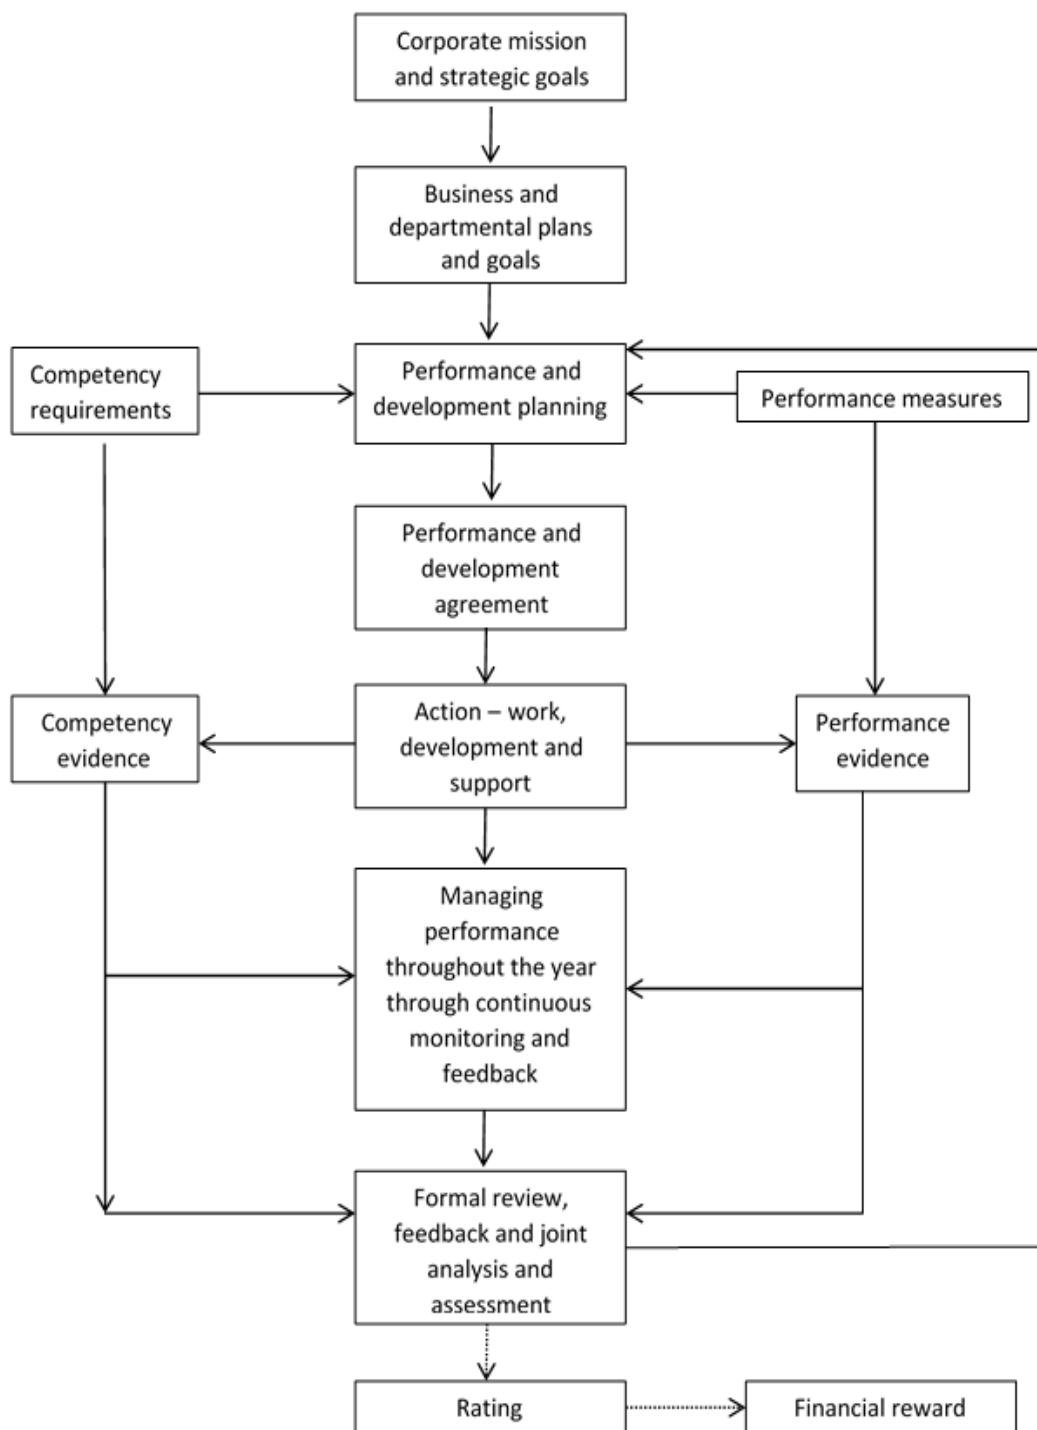 Corporate mission
and strategic goals
Business and
departmental plans
and goals
Competency
requirements
Performance and
development planning
Performance measures
Performance and
development
agreement
Competency
evidence
Action – work,
development and
support
Performance
evidence
Managing
performance
throughout the year
through continuous
monitoring and
feedback
Formal review,
feedback and joint
analysis and
assessment
Rating
Financial reward